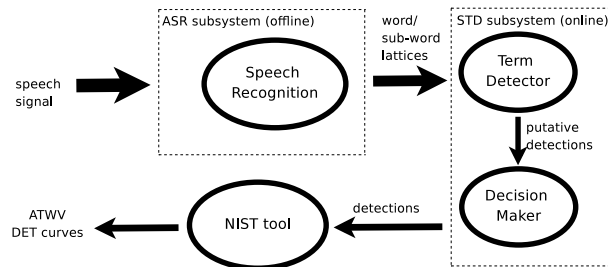 ASR subsystem (offline)
STD subsystem (online)
speech
signal
Speech
Recognition
word/
sub-word
lattices
Term
Detector
putative
detections
Decision
Maker
detections
NIST tool
ATWV
DET curves